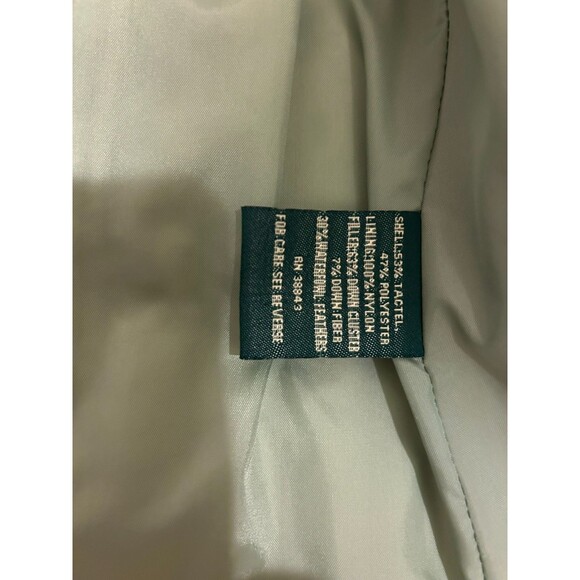 SHELL:53% TACTEL,
47% POLYESTER
LINING:100% NYLON
FILLER:63% DOWN CLUSTER
7% DOWN FIBER
30% WATERFOWL FEATHERS
RN 38843
FOR CARE SEE REVERSE